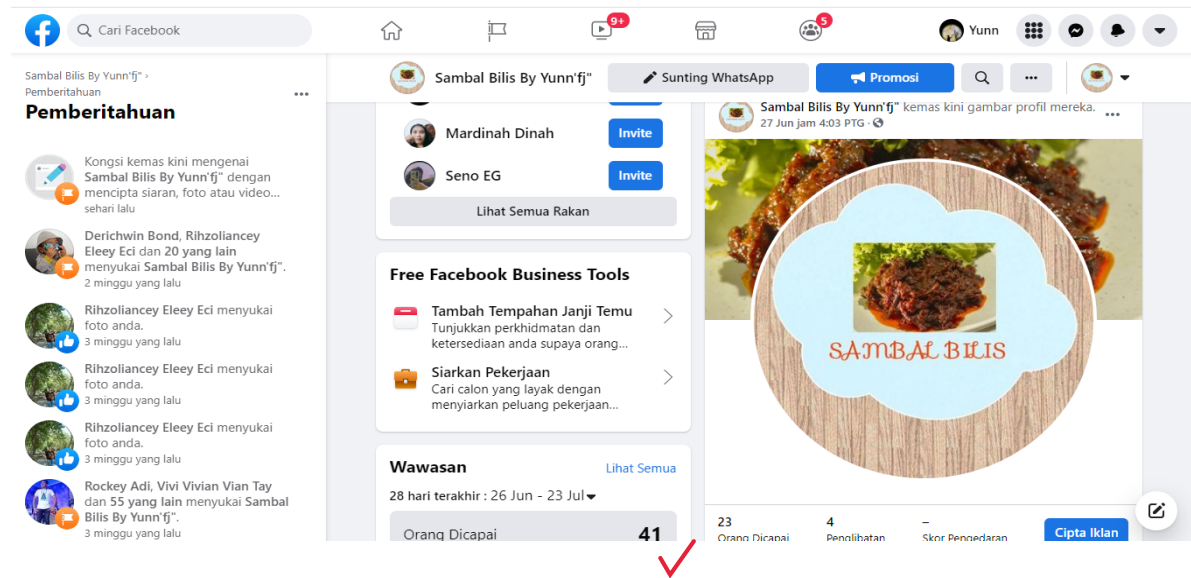 Cari Facebook
9+
5
Yunn
Sambal Bilis By Yunn'fj" ›
Pemberitahuan
Pemberitahuan
Kongsi kemas kini mengenai
Sambal Bilis By Yunn'fj" dengan
mencipta siaran, foto atau video...
sehari lalu
Derichwin Bond, Rihzoliancey
Eleey Eci dan 20 yang lain
menyukai Sambal Bilis By Yunn'fj".
2 minggu yang lalu
Rihzoliancey Eleey Eci menyukai
foto anda.
3 minggu yang lalu
Rihzoliancey Eleey Eci menyukai
foto anda.
3 minggu yang lalu
Rihzoliancey Eleey Eci menyukai
foto anda.
3 minggu yang lalu
Rockey Adi, Vivi Vivian Vian Tay
dan 55 yang lain menyukai Sambal
Bilis By Yunn'fj".
3 minggu yang lalu
Sambal Bilis By Yunn'fj"
Sunting WhatsApp
Promosi
Mardinah Dinah
Invite
Seno EG
Invite
Lihat Semua Rakan
Free Facebook Business Tools
Tambah Tempahan Janji Temu
Tunjukkan perkhidmatan dan
ketersediaan anda supaya orang...
Siarkan Pekerjaan
Cari calon yang layak dengan
menyiarkan peluang pekerjaan...
Wawasan
Lihat Semua
28 hari terakhir : 26 Jun - 23 Jul
Orang Dicapai
41
Sambal Bilis By Yunn'fj" kemas kini gambar profil mereka.
27 Jun jam 4:03 PTG ·
SAMBAL BILIS
23
Orang Dicapai
4
Penglibatan
–
Skor Pengedaran
Cipta Iklan